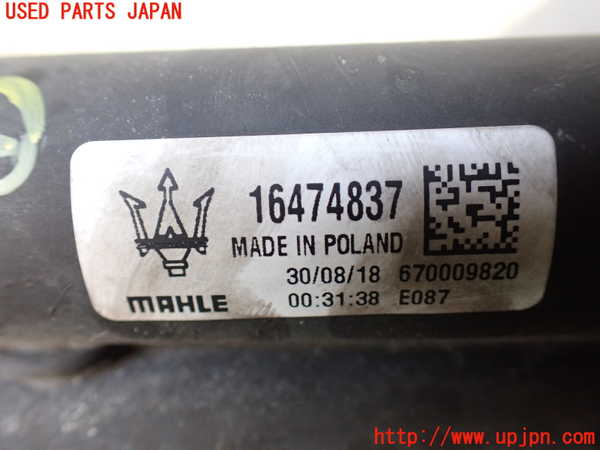 USED PARTS JAPAN
16474837
MADE IN POLAND
30/08/18 670009820
MAHLE 00:31:38 E087
http://www.upjpn.com/